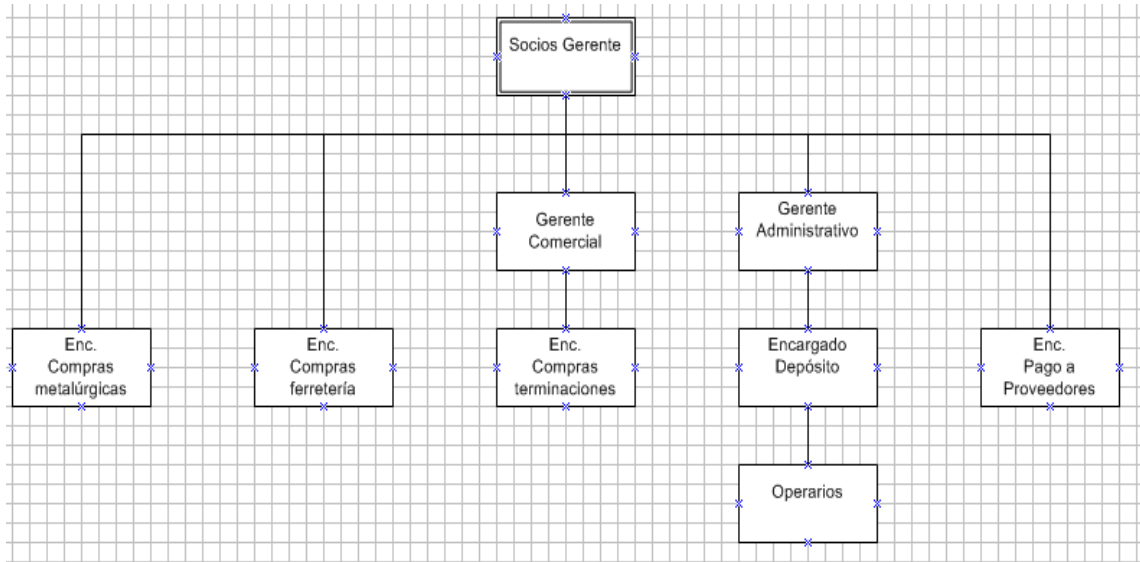 Socios Gerente
Gerente
Comercial
Gerente
Administrativo
Enc.
Compras
metalúrgicas
Enc.
Compras
ferretería
Enc.
Compras
terminaciones
Encargado
Depósito
Enc.
Pago a
Proveedores
Operarios